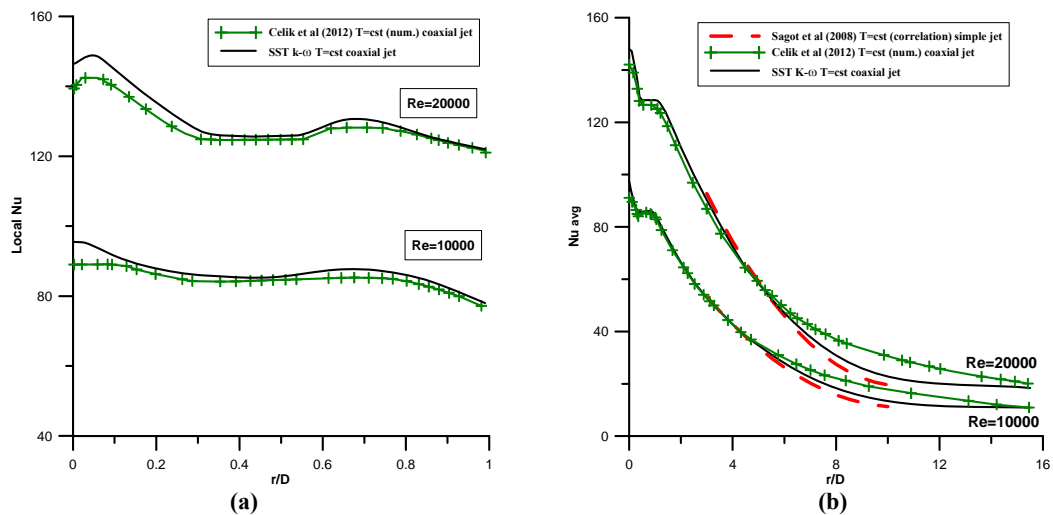 160
120
80
40
Local Nu
Celik et al (2012) T=cst (num.) coaxial jet
SST k-ω T=cst coaxial jet
Re=20000
Re=10000
0
0.2
0.4
0.6
0.8
1
r/D
(a)
160
120
80
40
0
Nu avg
Sagot et al (2008) T=cst (correlation) simple jet
Celik et al (2012) T=cst (num.) coaxial jet
SST K-ω T=cst coaxial jet
Re=20000
Re=10000
0
4
8
12
16
r/D
(b)